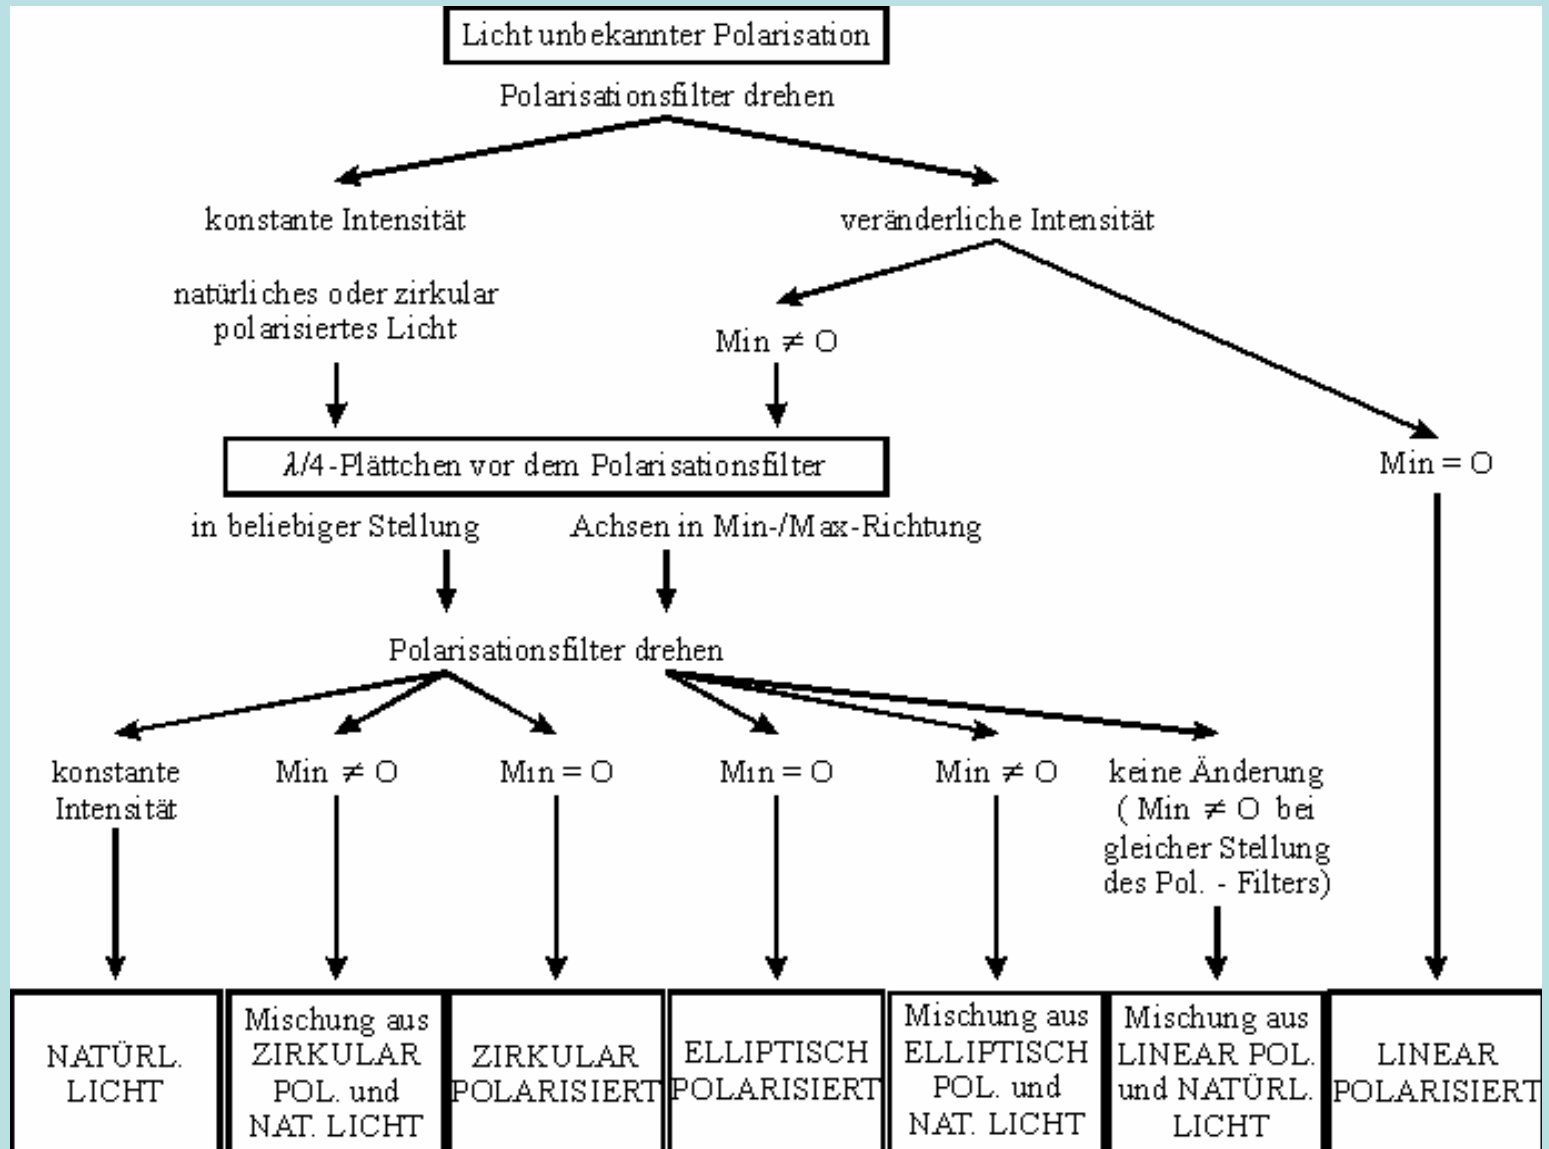 Licht unbekannter Polarisation
Polarisationsfilter drehen
konstante Intensität
veränderliche Intensität
natürliches oder zirkular
polarisiertes Licht
Min ≠ O
λ/4-Plättchen vor dem Polarisationsfilter
Min = O
in beliebiger Stellung
Achsen in Min-/Max-Richtung
Polarisationsfilter drehen
konstante
Intensität
Min ≠ O
Min = O
Min = O
Min ≠ O
keine Änderung
( Min ≠ O bei
gleicher Stellung
des Pol. - Filters)
NATÜRL.
LICHT
Mischung aus
ZIRKULAR
POL. und
NAT. LICHT
ZIRKULAR
POLARISIERT
ELLIPTISCH
POLARISIERT
Mischung aus
ELLIPTISCH
POL. und
NAT. LICHT
Mischung aus
LINEAR POL.
und NATÜRL.
LICHT
LINEAR
POLARISIERT